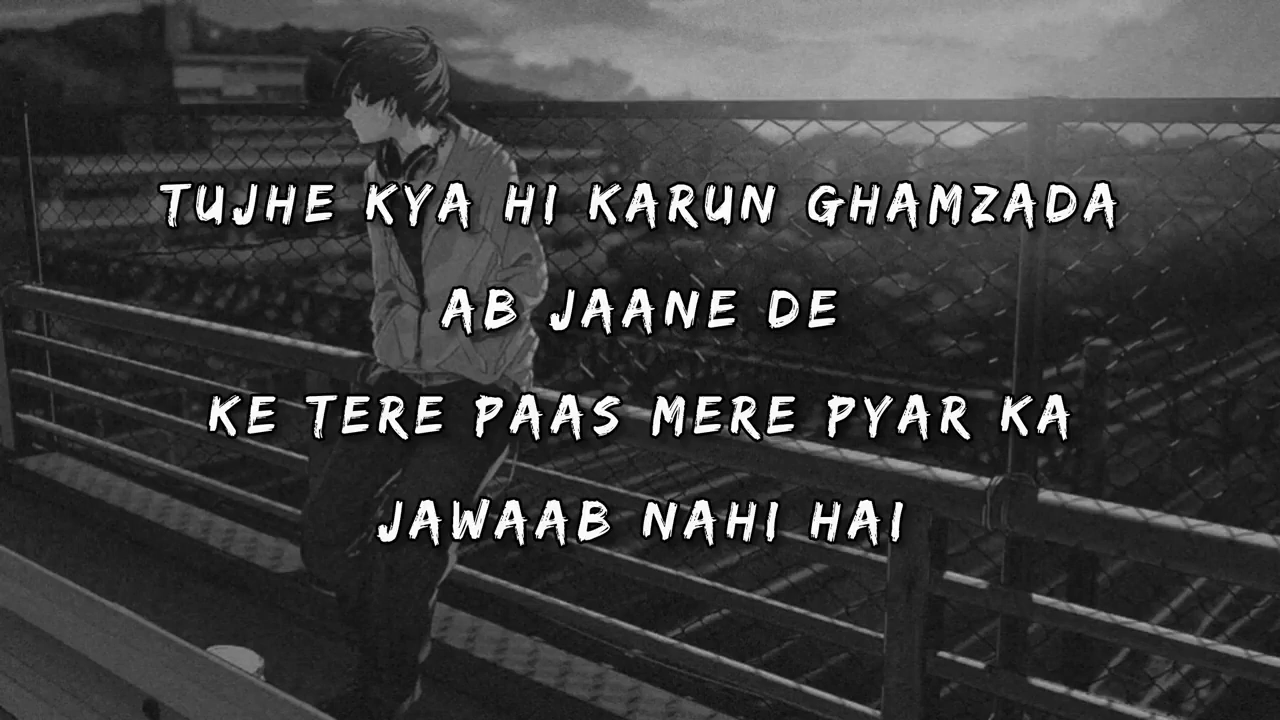 TUJHE KYA HI KARUN GHAMZADA
AB JAANE DE
KE TERE PAAS MERE PYAR KA
JAWAAB NAHI HAI